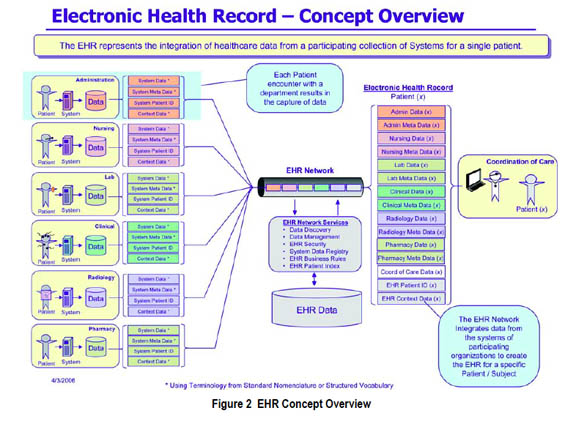 Electronic Health Record – Concept Overview
The EHR represents the integration of healthcare data from a participating collection of Systems for a single patient.
Administration
Patient
System
Data
System Data *
System Meta Data *
System Patient ID
Context Data *
Nursing
Patient
System
Data
System Data *
System Meta Data *
System Patient ID
Context Data *
Lab
Patient
System
Data
System Data *
System Meta Data *
System Patient ID
Context Data *
Clinical
Patient
System
Data
System Data *
System Meta Data *
System Patient ID
Context Data *
Radiology
Patient
System
Data
System Data *
System Meta Data *
System Patient ID
Context Data *
Pharmacy
Patient
System
Data
System Data *
System Meta Data *
System Patient ID
Context Data *
4/3/2006
Each Patient
encounter with a
department results in
the capture of data
EHR Network
EHR Network Services
• Data Discovery
• Data Management
• EHR Security
• System Data Registry
• EHR Business Rules
• EHR Patient Index
EHR Data
Electronic Health Record
Patient (x)
Admin Data (x)
Admin Meta Data (x)
Nursing Data (x)
Nursing Meta Data (x)
Lab Data (x)
Lab Meta Data (x)
Clinical Data (x)
Clinical Meta Data (x)
Radiology Data (x)
Radiology Meta Data (x)
Pharmacy Data (x)
Pharmacy Meta Data (x)
Coord of Care Data (x)
EHR Patient ID (x)
EHR Context Data (x)
Coordination of Care
Patient (x)
The EHR Network
Integrates data from
the systems of
participating
organizations to create
the EHR for a specific
Patient / Subject
* Using Terminology from Standard Nomenclature or Structured Vocabulary
Figure 2 EHR Concept Overview